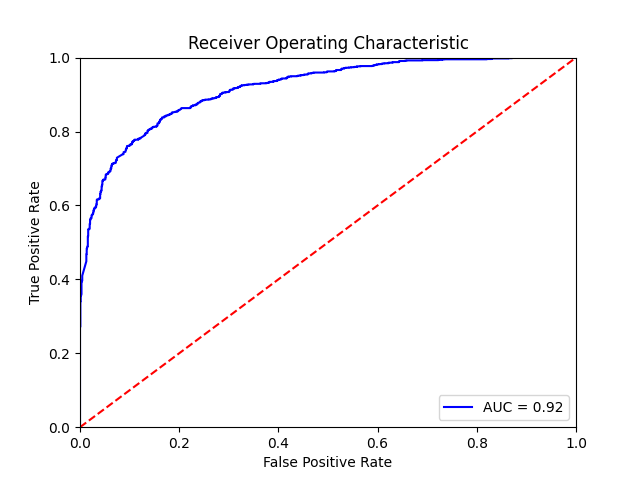 Receiver Operating Characteristic
1.0
0.8
0.6
0.4
0.2
0.0
True Positive Rate
AUC = 0.92
0.0 0.2 0.4 0.6 0.8 1.0
False Positive Rate